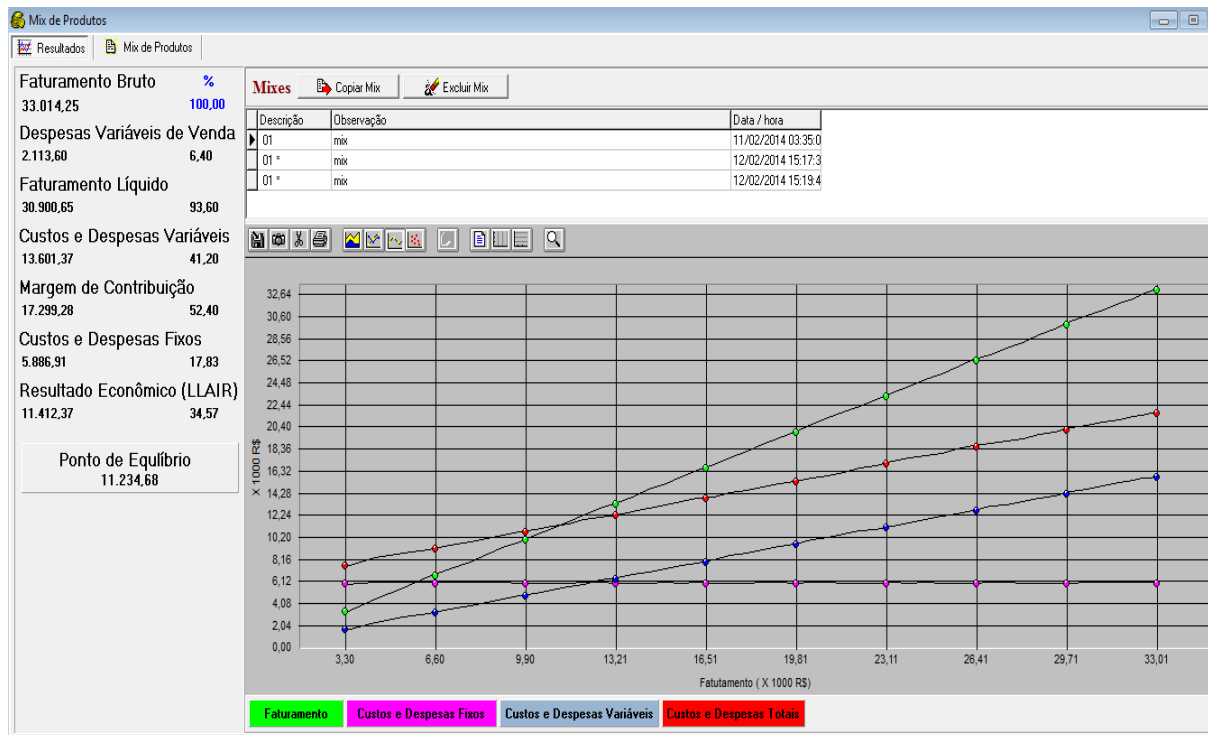 Mix de Produtos
Resultados Mix de Produtos
Faturamento Bruto %
33.014,25 100,00
Despesas Variáveis de Venda
2.113,60 6,40
Faturamento Líquido
30.900,65 93,60
Custos e Despesas Variáveis
13.601,37 41,20
Margem de Contribuição
17.299,28 52,40
Custos e Despesas Fixos
5.886,91 17,83
Resultado Econômico (LLAIR)
11.412,37 34,57
Ponto de Equlíbrio
11.234,68
Mixes Copiar Mix Excluir Mix
Descrição Observação Data / hora
01 mix 11/02/2014 03:35:0
01 * mix 12/02/2014 15:17:3
01 * mix 12/02/2014 15:19:4
X 1000 R$
32,64
30,60
28,56
26,52
24,48
22,44
20,40
18,36
16,32
14,28
12,24
10,20
8,16
6,12
4,08
2,04
0,00
3,30 6,60 9,90 13,21 16,51 19,81 23,11 26,41 29,71 33,01
Fatutamento ( X 1000 R$)
Faturamento Custos e Despesas Fixos Custos e Despesas Variáveis Custos e Despesas Totais